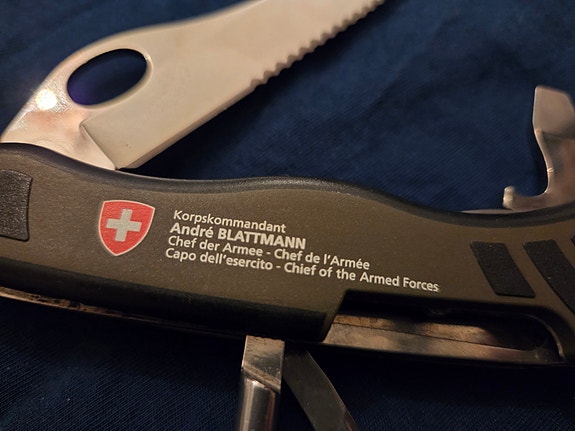 Korpskommandant
André BLATTMANN
Chef der Armee - Chef de l'Armée
Capo dell'esercito - Chief of the Armed Forces